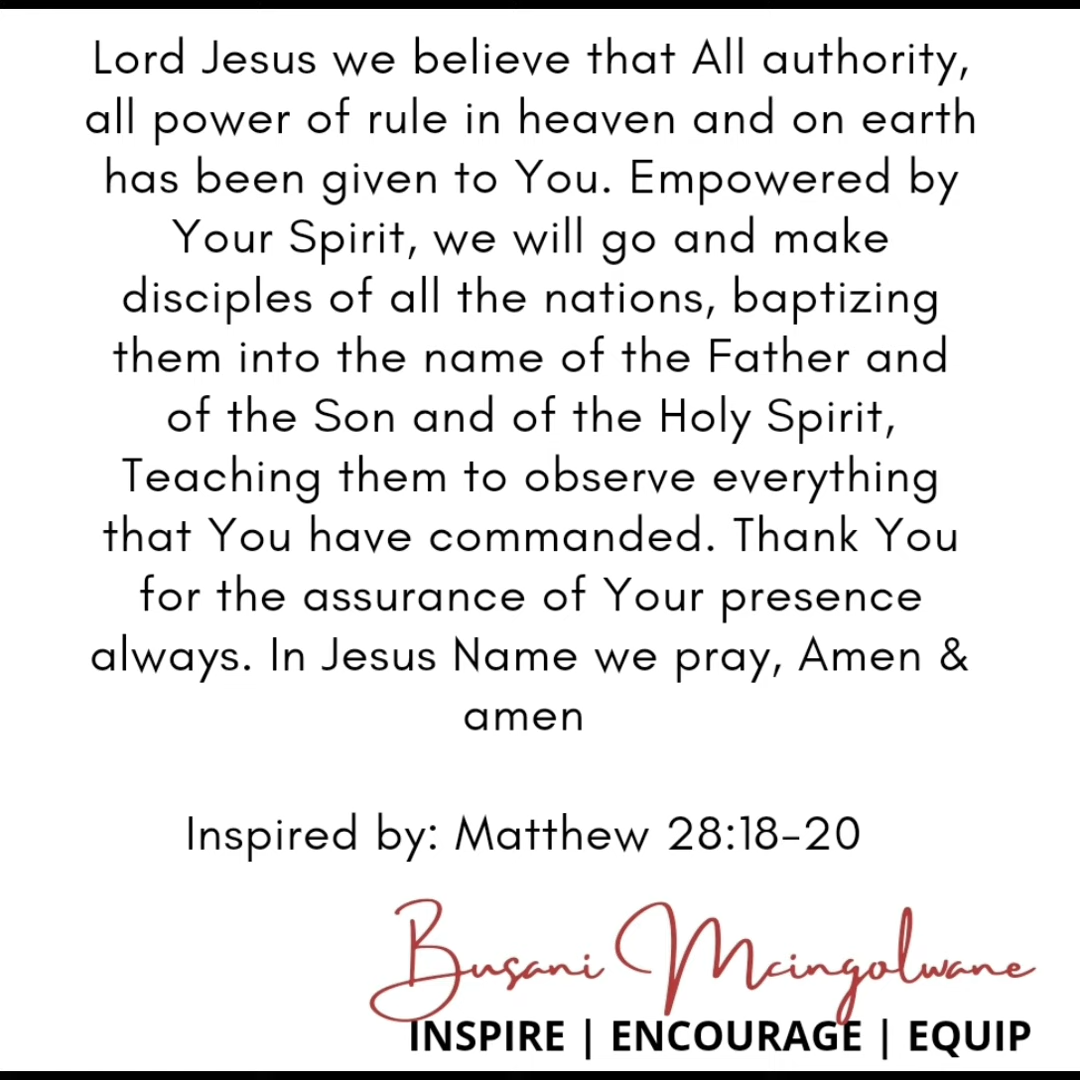 Lord Jesus we believe that All authority,
all power of rule in heaven and on earth
has been given to You. Empowered by
Your Spirit, we will go and make
disciples of all the nations, baptizing
them into the name of the Father and
of the Son and of the Holy Spirit,
Teaching them to observe everything
that You have commanded. Thank You
for the assurance of Your presence
always. In Jesus Name we pray, Amen &
amen
Inspired by: Matthew 28:18-20
Busani Mcingolwane
INSPIRE | ENCOURAGE | EQUIP